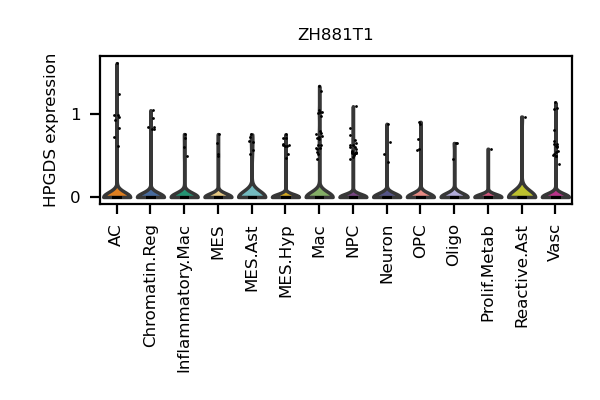 ZH881T1
HPGDS expression
1
0
AC
Chromatin.Reg
Inflammatory.Mac
MES
MES.Ast
MES.Hyp
Mac
NPC
Neuron
OPC
Oligo
Prolif.Metab
Reactive.Ast
Vasc